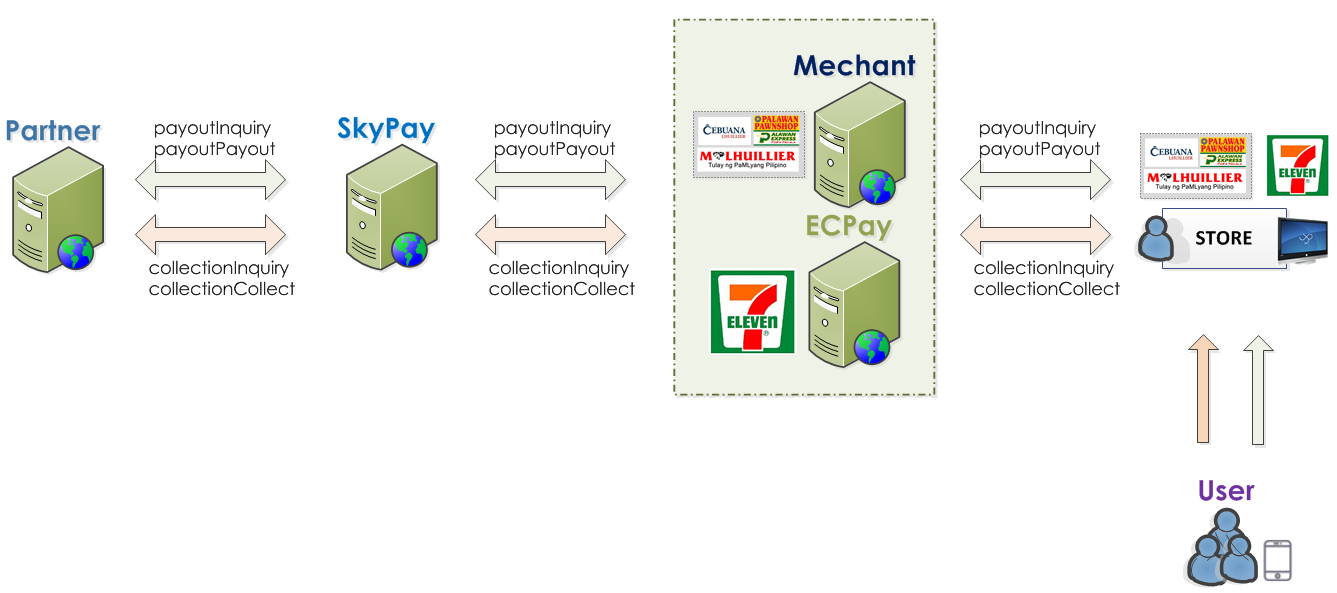 Mechant
Partner
payoutInquiry
payoutPayout
SkyPay
payoutInquiry
payoutPayout
CEBUANA
LHUILLIER
PALAWAN
PAWNSHOP
PALAWAN
EXPRESS
MLHUILLIER
Tulay ng PaMLyang Pilipino
payoutInquiry
payoutPayout
CEBUANA
LHUILLIER
PALAWAN
PAWNSHOP
PALAWAN
EXPRESS
MLHUILLIER
Tulay ng PaMLyang Pilipino
7
ELEVEN
®
ECPay
STORE
collectionInquiry
collectionCollect
collectionInquiry
collectionCollect
7
ELEVEN
®
collectionInquiry
collectionCollect
User